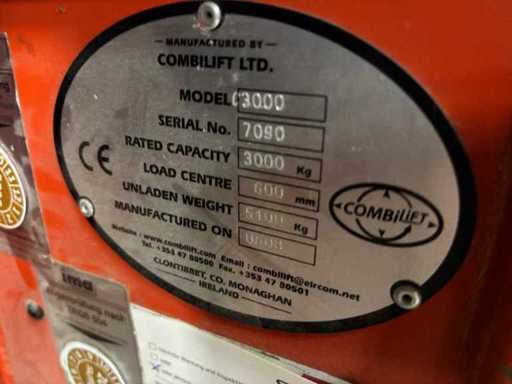 — MANUFACTURED BY —
COMBILIFT LTD.
MODEL C3000
SERIAL No. 7090
RATED CAPACITY 3000 Kg
LOAD CENTRE 600 mm
UNLADEN WEIGHT Kg
MANUFACTURED ON
CE
COMBILIFT
Website : www.combilift.com Email : combilift@eircom.net
Tel. +353 47 80500 Fax. +353 47 80501
CLONTIBRET, CO. MONAGHAN
— IRELAND —
ima
nach